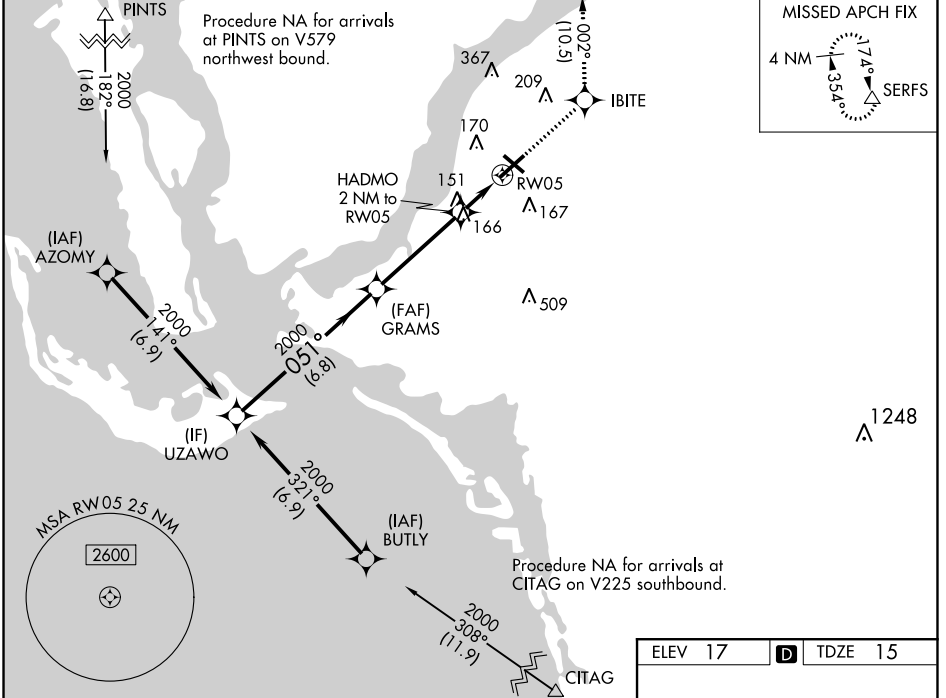 PINTS
2000
182°
(16.8)
Procedure NA for arrivals
at PINTS on V579
northwest bound.
002°
(10.5)
MISSED APCH FIX
4 NM
174°
354°
SERFS
367
209
IBITE
170
HADMO
2 NM to
RW05
151
166
RW05
167
(IAF)
AZOMY
2000
141°
(6.9)
(FAF)
GRAMS
509
2000
051°
(6.8)
(IF)
UZAWO
1248
2000
321°
(6.9)
(IAF)
BUTLY
MSA RW05 25 NM
2600
Procedure NA for arrivals at
CITAG on V225 southbound.
2000
308°
(11.9)
CITAG
ELEV 17 D TDZE 15